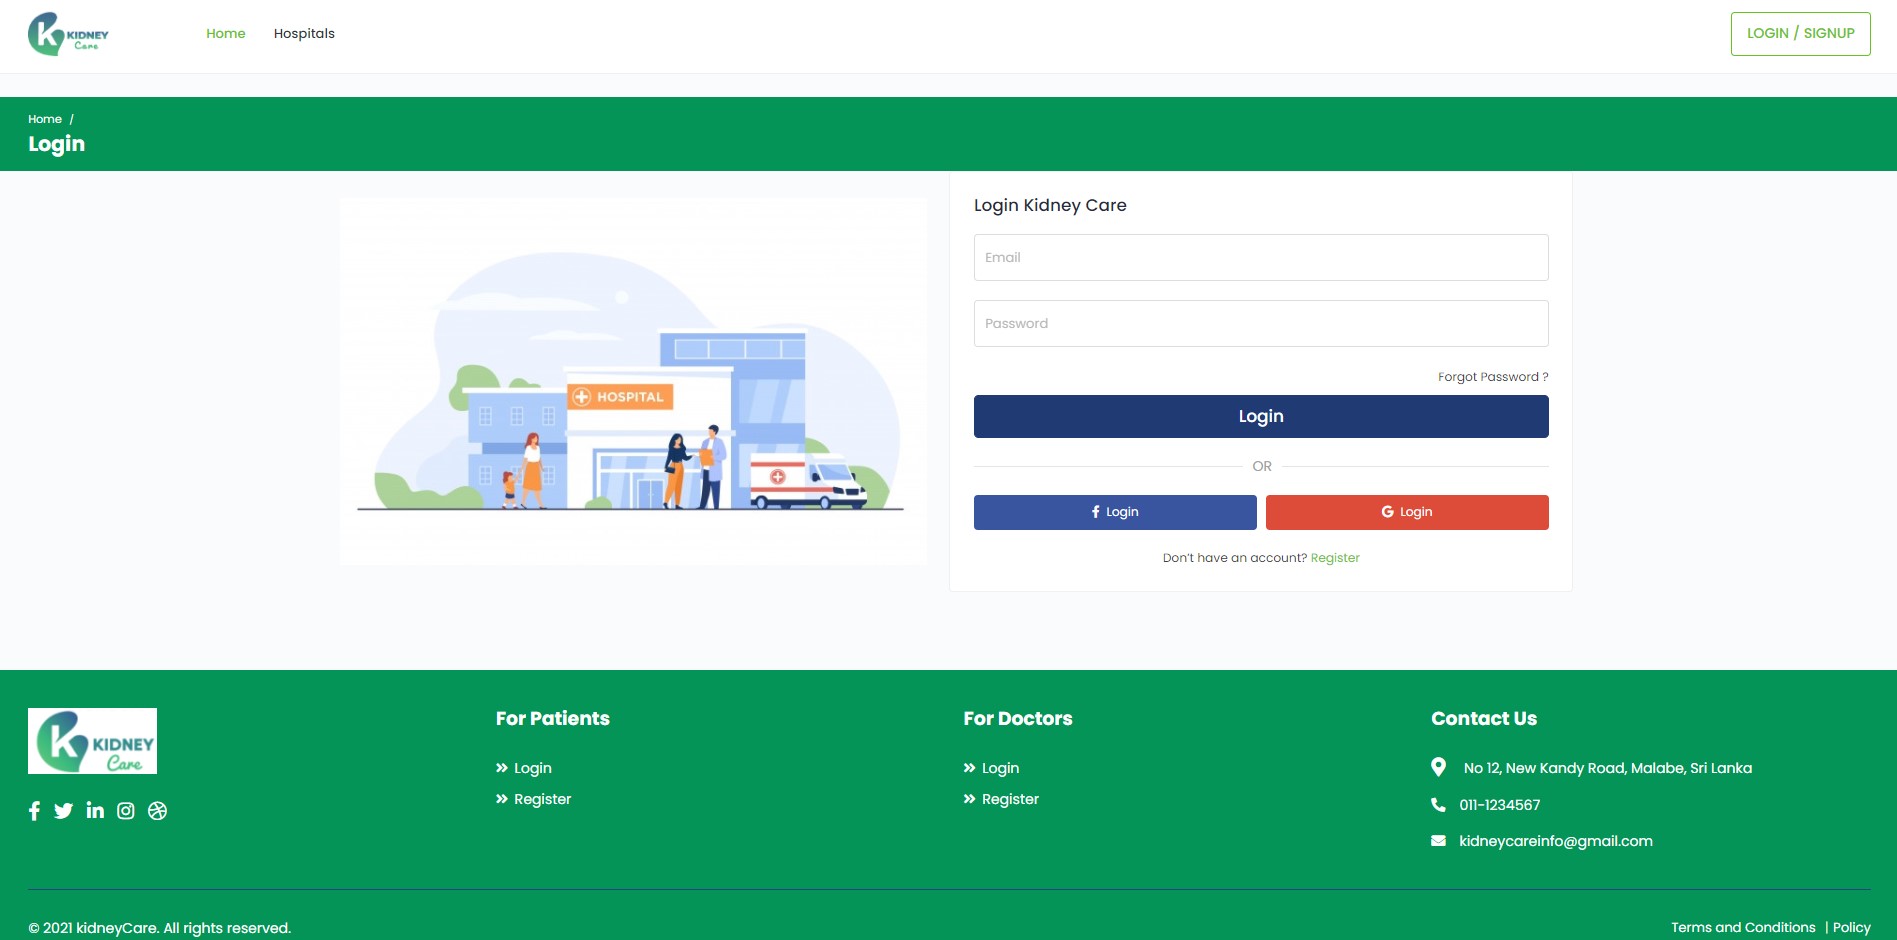 KIDNEY
Care
Home
Hospitals
LOGIN / SIGNUP
Home /
Login
HOSPITAL
Login Kidney Care
Email
Password
Forgot Password ?
Login
OR
Login
Login
Don't have an account? Register
KIDNEY
Care
For Patients
Login
Register
For Doctors
Login
Register
Contact Us
No 12, New Kandy Road, Malabe, Sri Lanka
011-1234567
kidneycareinfo@gmail.com
© 2021 kidneyCare. All rights reserved.
Terms and Conditions | Policy